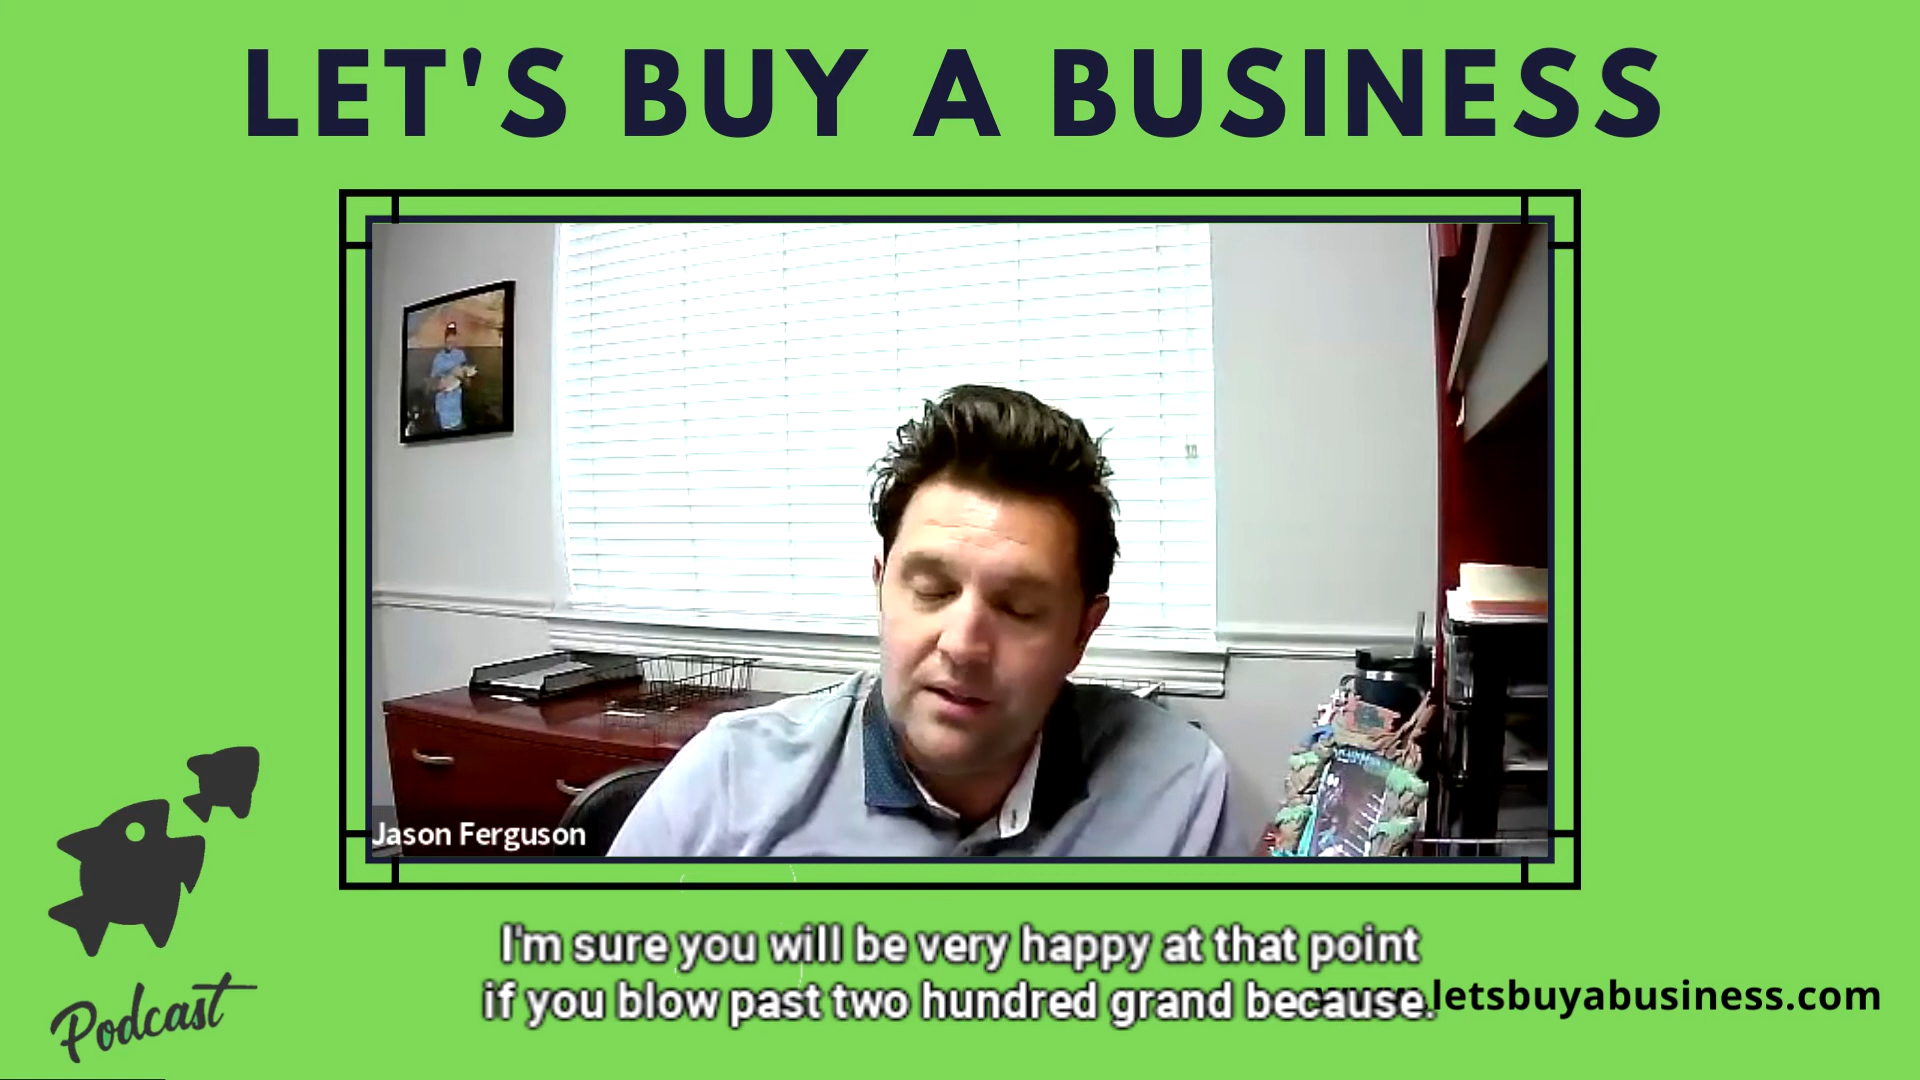 LET'S BUY A BUSINESS
Jason Ferguson
I'm sure you will be very happy at that point
if you blow past two hundred grand because.
www.letsbuyabusiness.com
Podcast